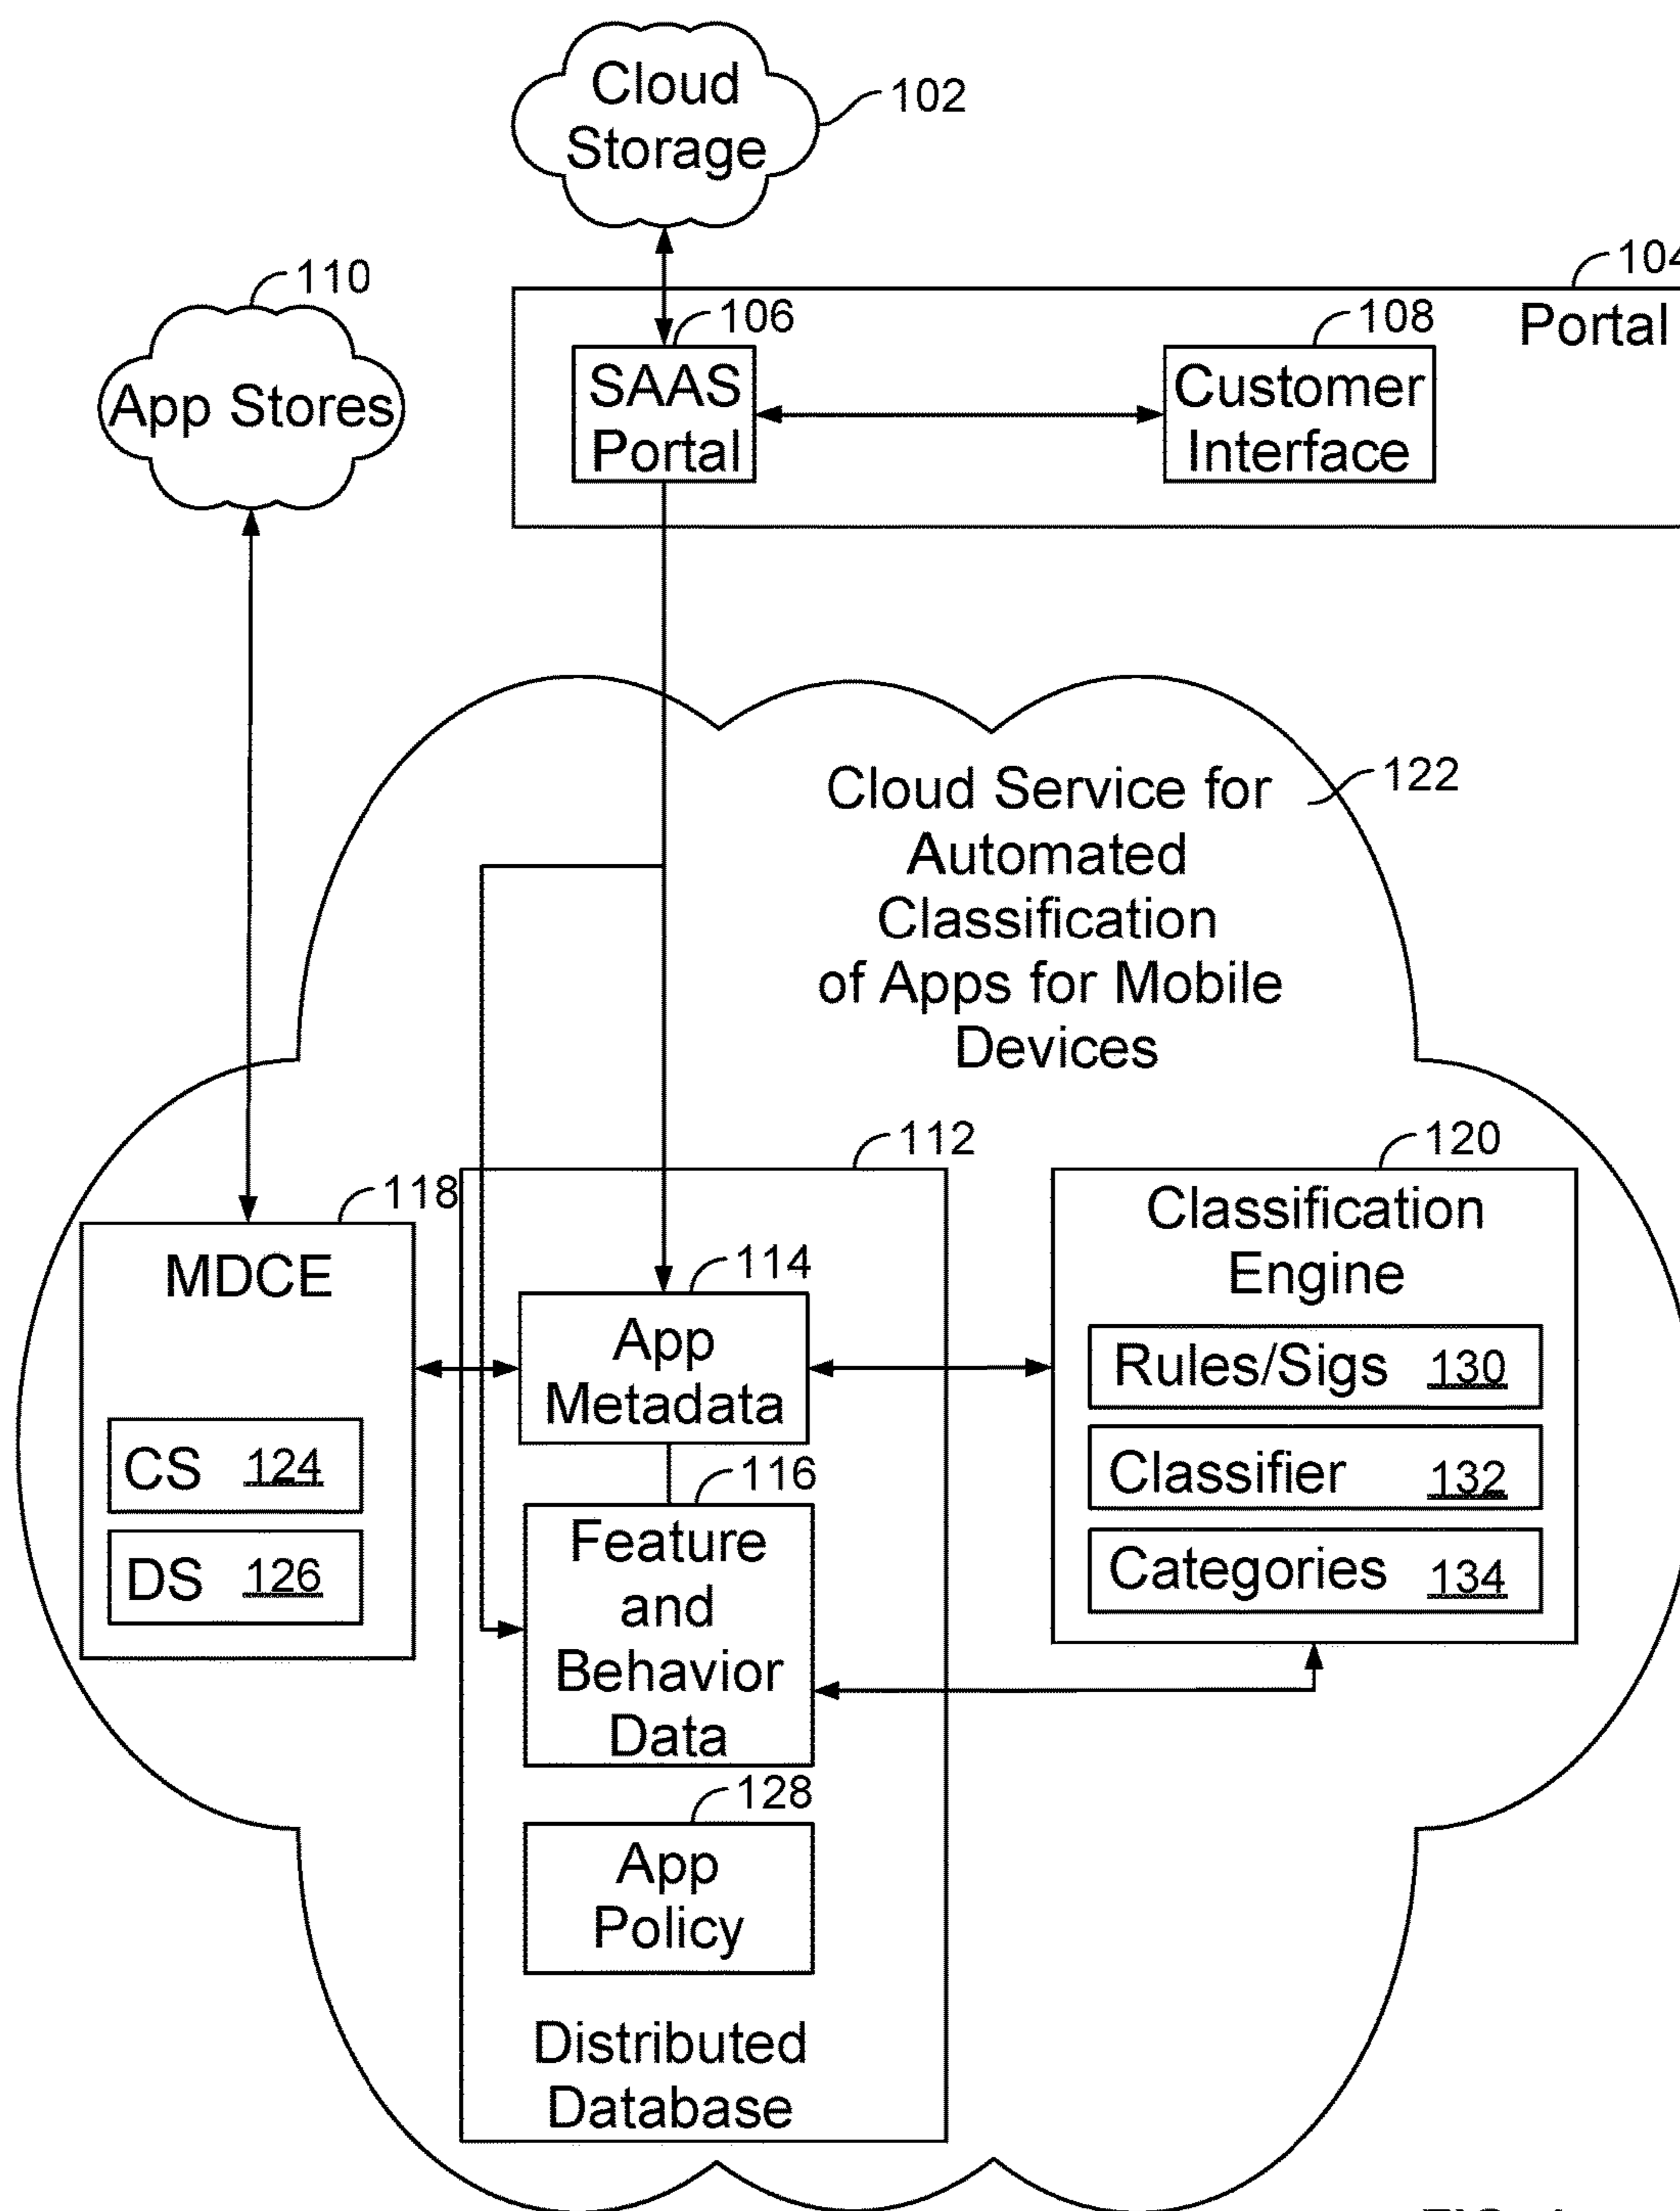 Cloud
Storage
102
110
App Stores
104
Portal
106
SAAS
Portal
108
Customer
Interface
Cloud Service for
Automated
Classification
of Apps for Mobile
Devices
122
118
MDCE
CS 124
DS 126
112
114
App
Metadata
116
Feature
and
Behavior
Data
128
App
Policy
Distributed
Database
120
Classification
Engine
Rules/Sigs 130
Classifier 132
Categories 134